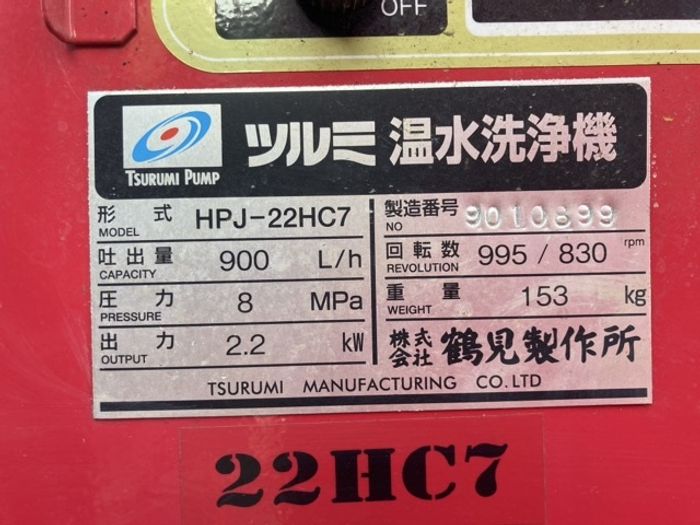 OFF
TSURUMI PUMP
ツルミ 温水洗浄機
形式 MODEL HPJ-22HC7
製造番号 NO 9010899
吐出量 CAPACITY 900 L/h
回転数 REVOLUTION 995 / 830 rpm
圧力 PRESSURE 8 MPa
重量 WEIGHT 153 kg
出力 OUTPUT 2.2 kW
株式会社 鶴見製作所
TSURUMI MANUFACTURING CO.LTD
22HC7